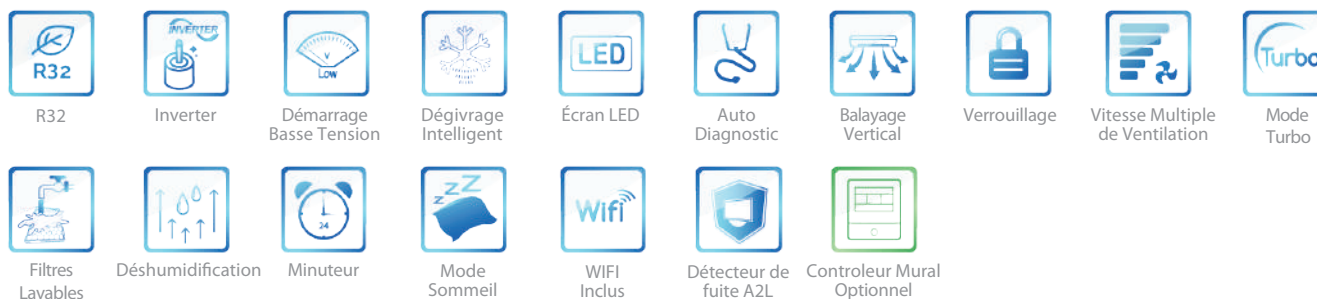 R32
INVERTER
V
Low
LED
Turbo
R32
Inverter
Démarrage
Basse Tension
Dégivrage
Intelligent
Écran LED
Auto
Diagnostic
Balayage
Vertical
Verrouillage
Vitesse Multiple
de Ventilation
Mode
Turbo
24
zzZ
Wifi
Filtres
Lavables
Déshumidification
Minuteur
Mode
Sommeil
WIFI
Inclus
Détecteur de
fuite A2L
Controleur Mural
Optionnel